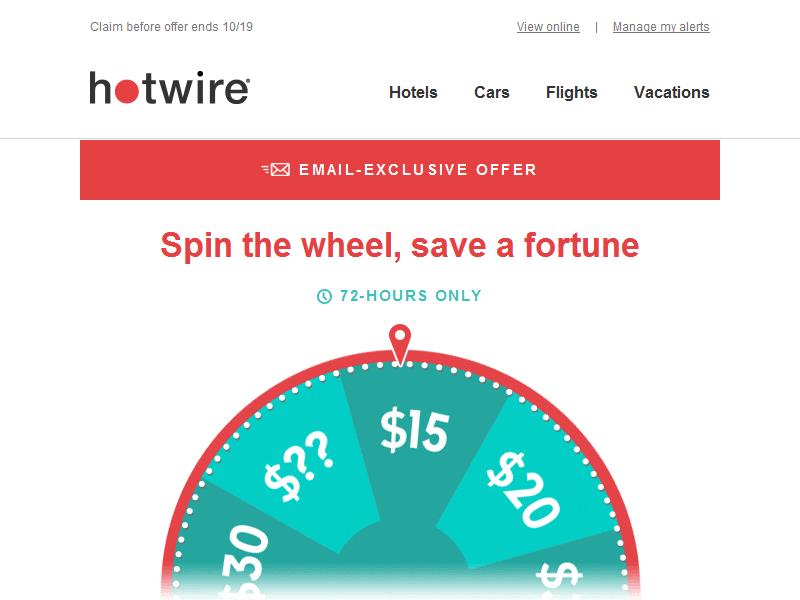 Claim before offer ends 10/19
View online | Manage my alerts
hotwire®
Hotels Cars Flights Vacations
EMAIL-EXCLUSIVE OFFER
Spin the wheel, save a fortune
72-HOURS ONLY
$15
$??
$20
$30
$